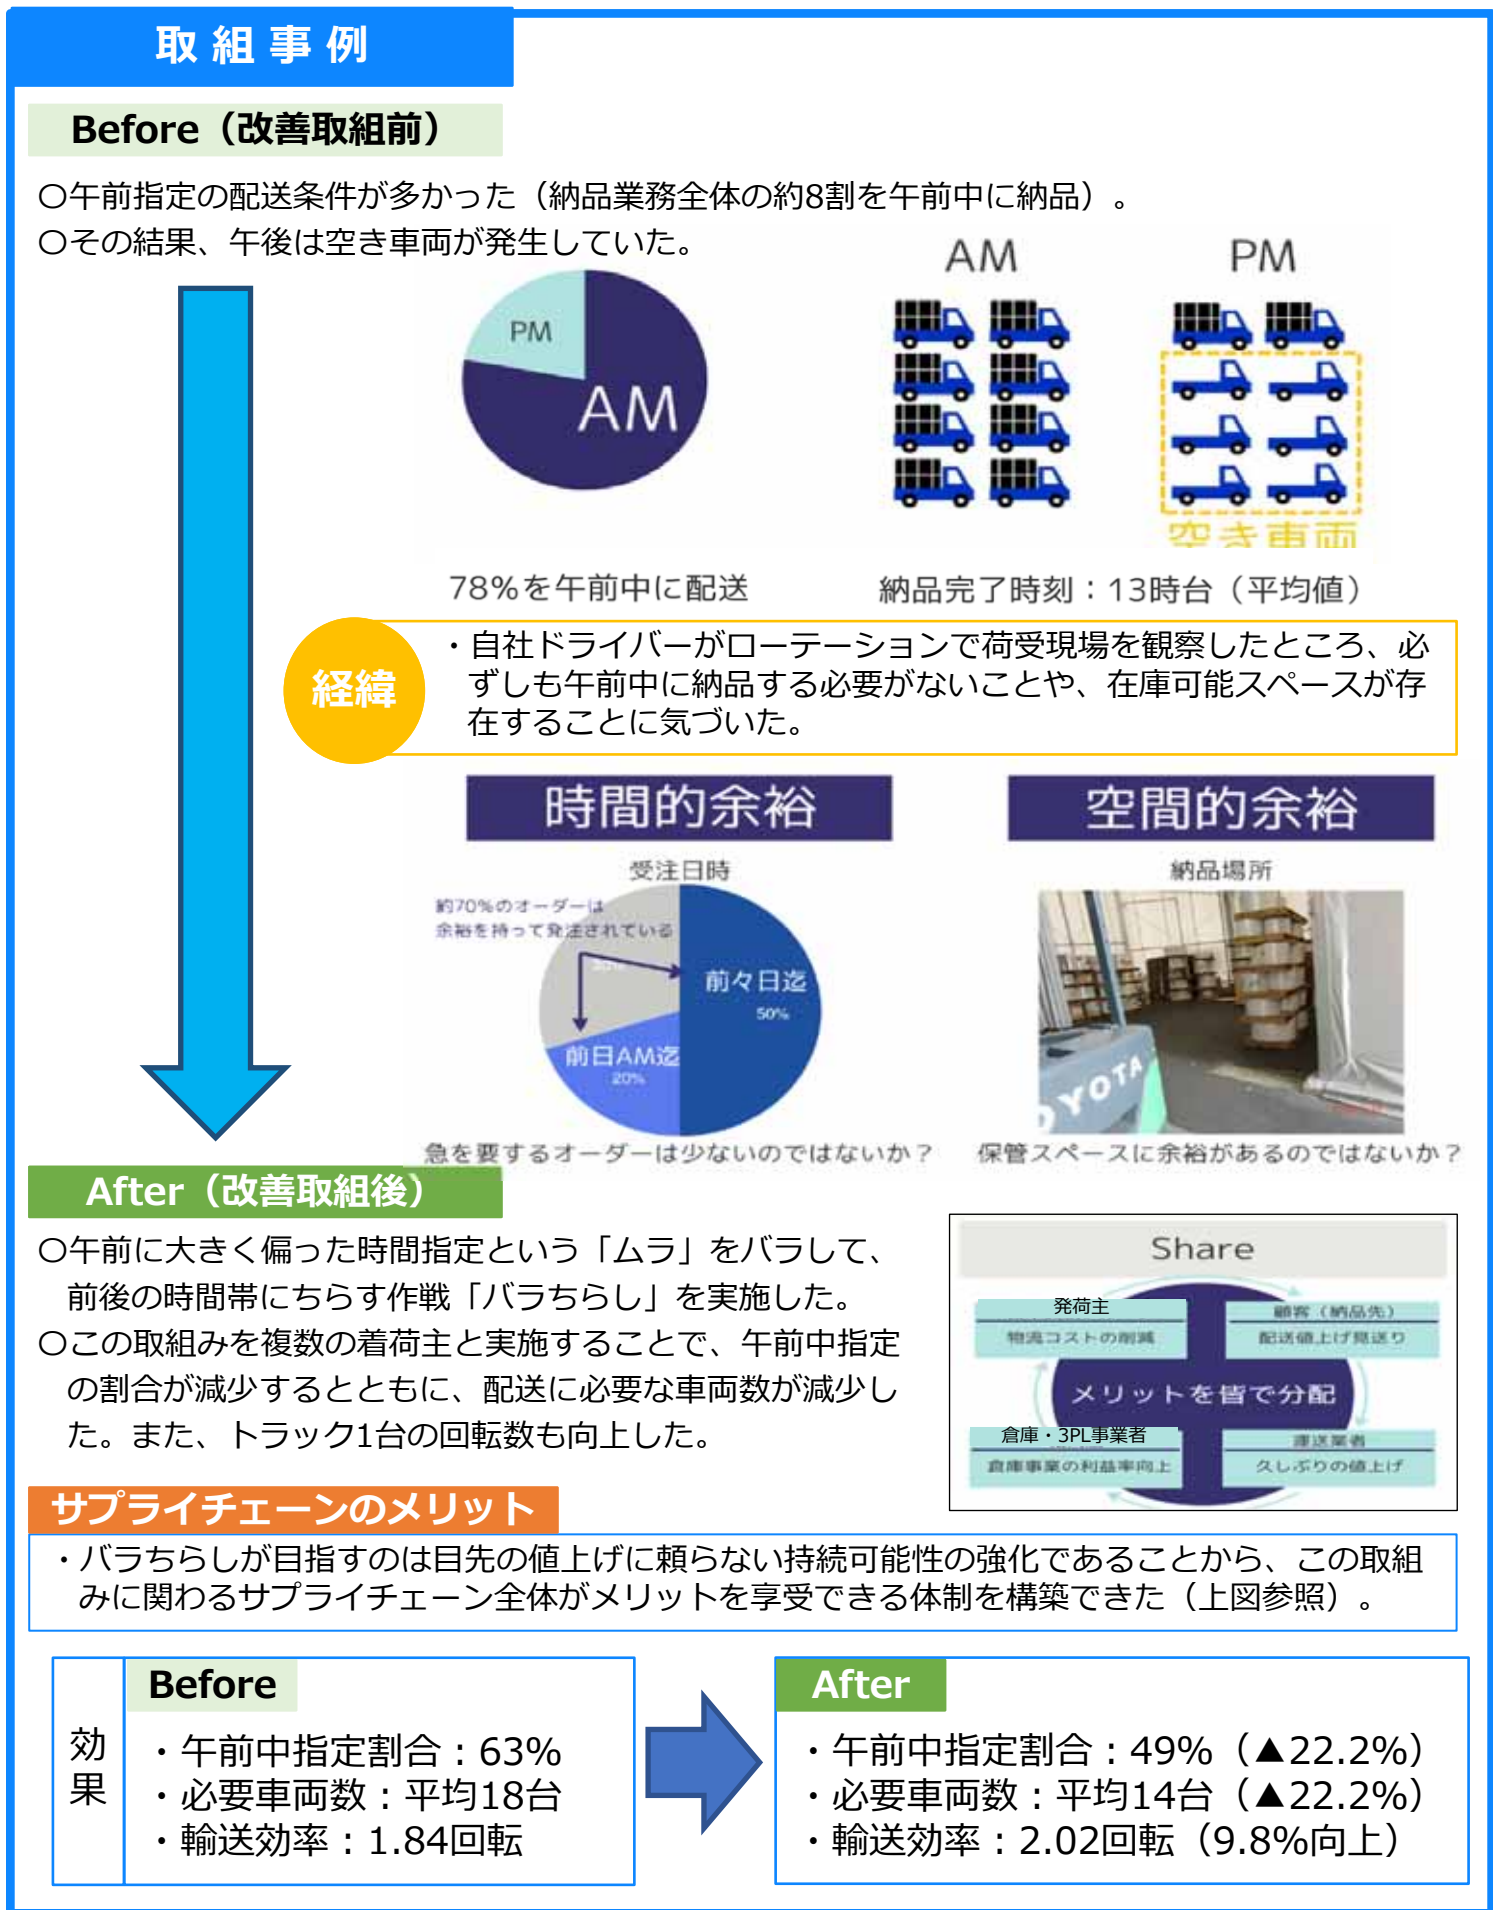 取組事例
Before（改善取組前）
〇午前指定の配送条件が多かった（納品業務全体の約8割を午前中に納品）。
〇その結果、午後は空き車両が発生していた。
AM
PM
PM
AM
空き車両
78%を午前中に配送
納品完了時刻：13時台（平均値）
経緯
・自社ドライバーがローテーションで荷受現場を観察したところ、必
ずしも午前中に納品する必要がないことや、在庫可能スペースが存
在することに気づいた。
時間的余裕
空間的余裕
受注日時
納品場所
約70%のオーダーは
余裕を持って発注されている
30%
前々日迄
50%
前日AM迄
20%
OYOTA
急を要するオーダーは少ないのではないか？
保管スペースに余裕があるのではないか？
After（改善取組後）
〇午前に大きく偏った時間指定という「ムラ」をバラして、
前後の時間帯にちらす作戦「バラちらし」を実施した。
〇この取組みを複数の着荷主と実施することで、午前中指定
の割合が減少するとともに、配送に必要な車両数が減少し
た。また、トラック1台の回転数も向上した。
Share
発荷主
物流コストの削減
顧客（納品先）
配送値上げ見送り
メリットを皆で分配
倉庫・3PL事業者
倉庫事業の利益率向上
運送業者
久しぶりの値上げ
サプライチェーンのメリット
・バラちらしが目指すのは目先の値上げに頼らない持続可能性の強化であることから、この取組
みに関わるサプライチェーン全体がメリットを享受できる体制を構築できた（上図参照）。
効果
Before
・午前中指定割合：63%
・必要車両数：平均18台
・輸送効率：1.84回転
After
・午前中指定割合：49%（▲22.2%）
・必要車両数：平均14台（▲22.2%）
・輸送効率：2.02回転（9.8%向上）